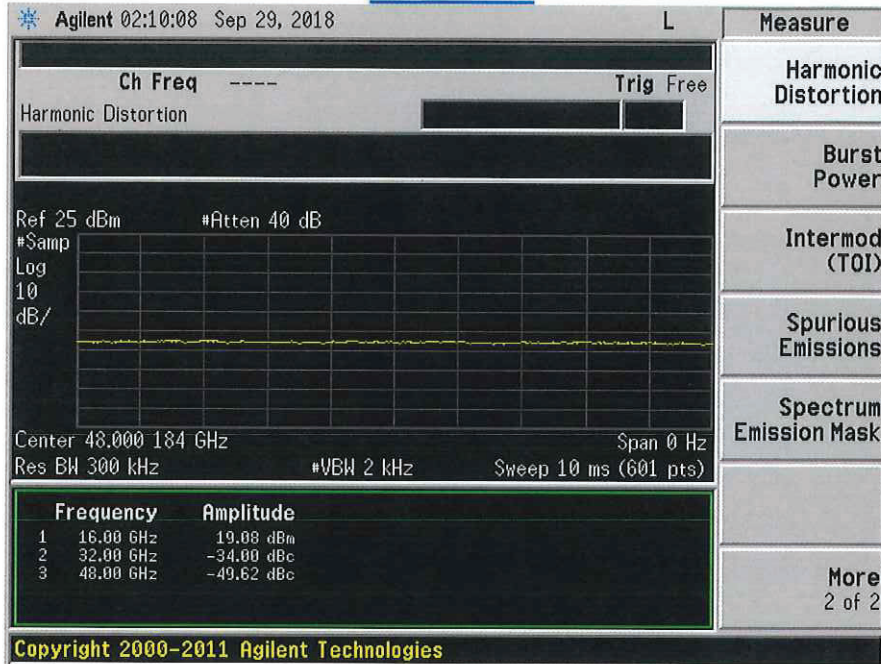 Agilent 02:10:08 Sep 29, 2018 L
Measure
Ch Freq ---- Trig Free
Harmonic Distortion
Harmonic
Distortion
Burst
Power
Intermod
(TOI)
Spurious
Emissions
Spectrum
Emission Mask
More
2 of 2
Ref 25 dBm #Atten 40 dB
#Samp
Log
10
dB/
Center 48.000 184 GHz Span 0 Hz
Res BW 300 kHz #VBW 2 kHz Sweep 10 ms (601 pts)
Frequency Amplitude
1 16.00 GHz 19.08 dBm
2 32.00 GHz -34.00 dBc
3 48.00 GHz -49.62 dBc
Copyright 2000-2011 Agilent Technologies